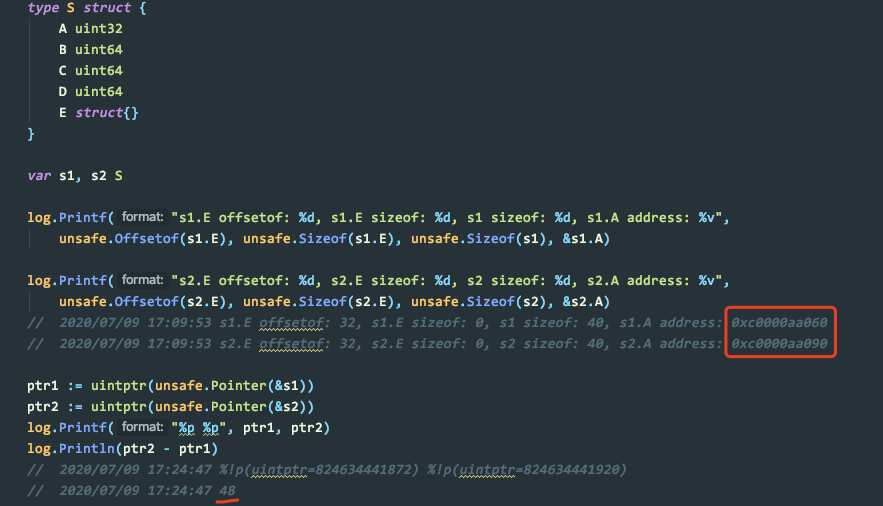 type S struct {
A uint32
B uint64
C uint64
D uint64
E struct{}
}
var s1, s2 S
log.Printf( format: "s1.E offsetof: %d, s1.E sizeof: %d, s1 sizeof: %d, s1.A address: %v",
unsafe.Offsetof(s1.E), unsafe.Sizeof(s1.E), unsafe.Sizeof(s1), &s1.A)
log.Printf( format: "s2.E offsetof: %d, s2.E sizeof: %d, s2 sizeof: %d, s2.A address: %v",
unsafe.Offsetof(s2.E), unsafe.Sizeof(s2.E), unsafe.Sizeof(s2), &s2.A)
// 2020/07/09 17:09:53 s1.E offsetof: 32, s1.E sizeof: 0, s1 sizeof: 40, s1.A address: 0xc0000aa060
// 2020/07/09 17:09:53 s2.E offsetof: 32, s2.E sizeof: 0, s2 sizeof: 40, s2.A address: 0xc0000aa090
ptr1 := uintptr(unsafe.Pointer(&s1))
ptr2 := uintptr(unsafe.Pointer(&s2))
log.Printf( format: "%p %p", ptr1, ptr2)
log.Println(ptr2 - ptr1)
// 2020/07/09 17:24:47 %!p(uintptr=824634441872) %!p(uintptr=824634441920)
// 2020/07/09 17:24:47 48